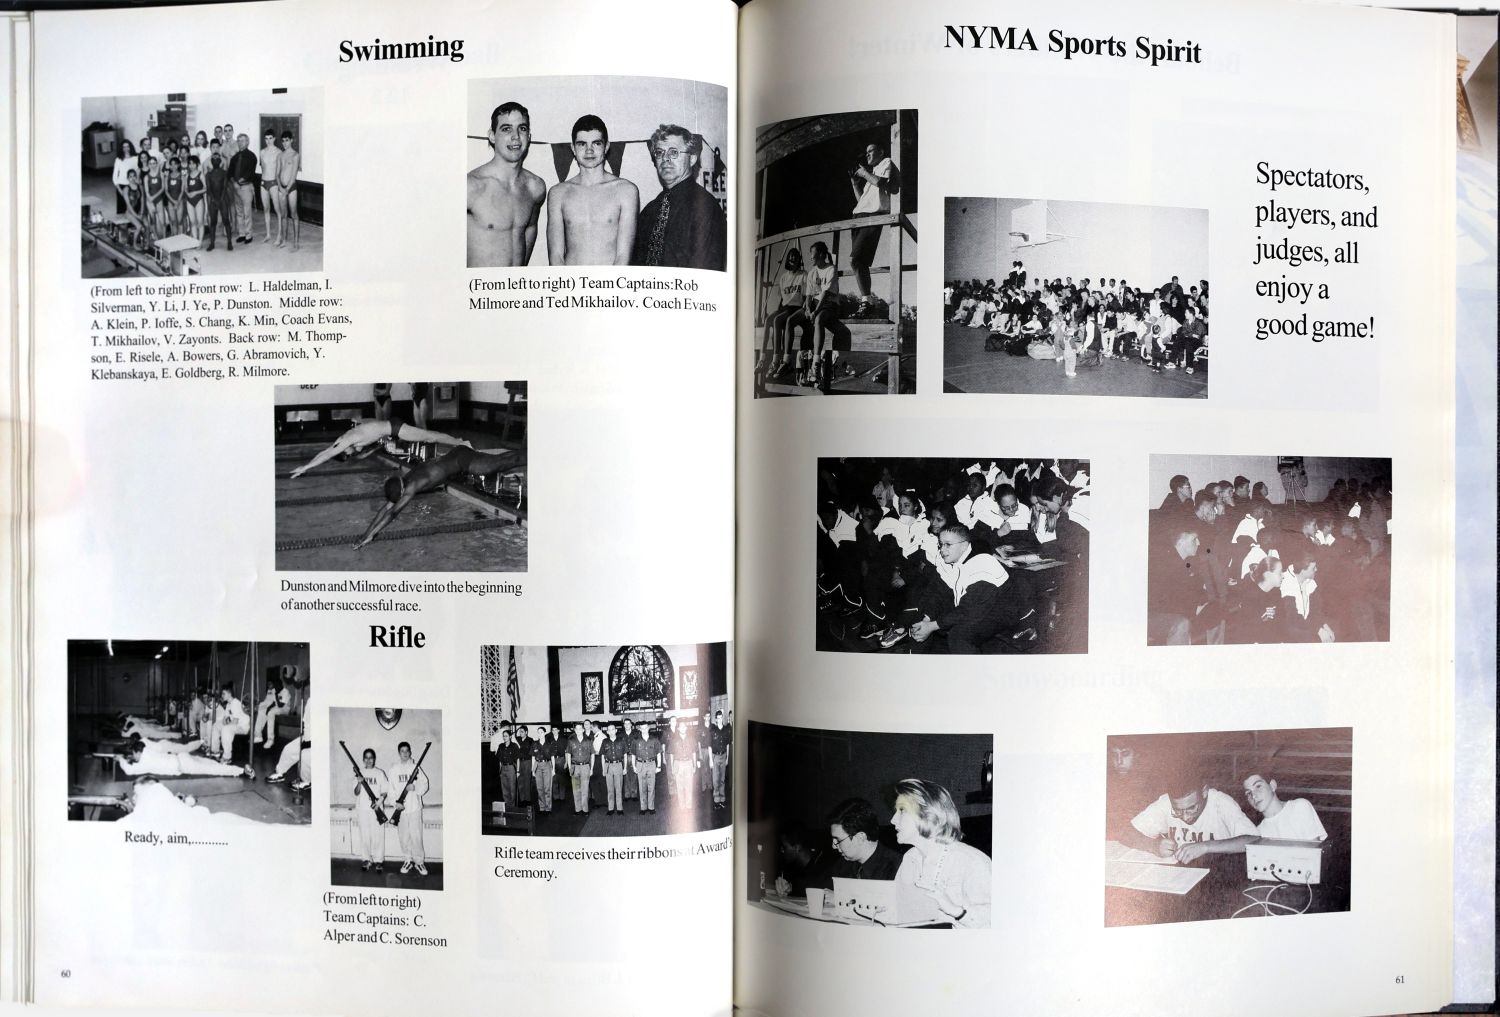 Swimming
(From left to right) Front row: L. Haldelman, I.
Silverman, Y. Li, J. Ye, P. Dunston. Middle row:
A. Klein, P. Ioffe, S. Chang, K. Min, Coach Evans,
T. Mikhailov, V. Zayonts. Back row: M. Thomp-
son, E. Risele, A. Bowers, G. Abramovich, Y.
Klebanskaya, E. Goldberg, R. Milmore.
(From left to right) Team Captains: Rob
Milmore and Ted Mikhailov. Coach Evans
DEEP
Dunston and Milmore dive into the beginning
of another successful race.
Rifle
Ready, aim,...........
NYMA
NYMA
(From left to right)
Team Captains: C.
Alper and C. Sorenson
Rifle team receives their ribbons at Award's
Ceremony.
60
NYMA Sports Spirit
Spectators,
players, and
judges, all
enjoy a
good game!
N.Y.M.A
61